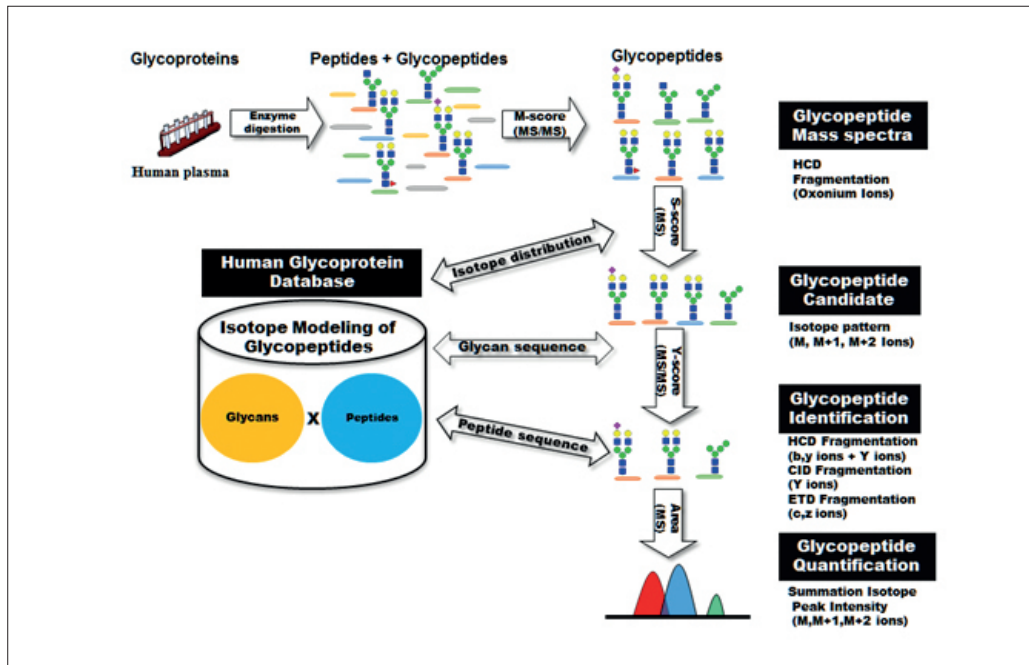 Glycoproteins
Peptides + Glycopeptides
Glycopeptides
Enzyme
digestion
M-score
(MS/MS)
Human plasma
Glycopeptide
Mass spectra
HCD
Fragmentation
(Oxonium Ions)
S-score
(MS)
Isotope distribution
Human Glycoprotein
Database
Glycopeptide
Candidate
Isotope pattern
(M, M+1, M+2 Ions)
Isotope Modeling of
Glycopeptides
Glycan sequence
Y-score
(MS/MS)
Glycans
X
Peptides
Peptide sequence
Glycopeptide
Identification
HCD Fragmentation
(b,y ions + Y ions)
CID Fragmentation
(Y ions)
ETD Fragmentation
(c,z ions)
Area
(MS)
Glycopeptide
Quantification
Summation Isotope
Peak Intensity
(M,M+1,M+2 ions)